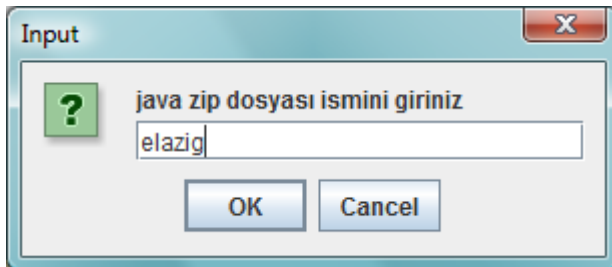 Input
java zip dosyası ismini giriniz
elazig
OK
Cancel